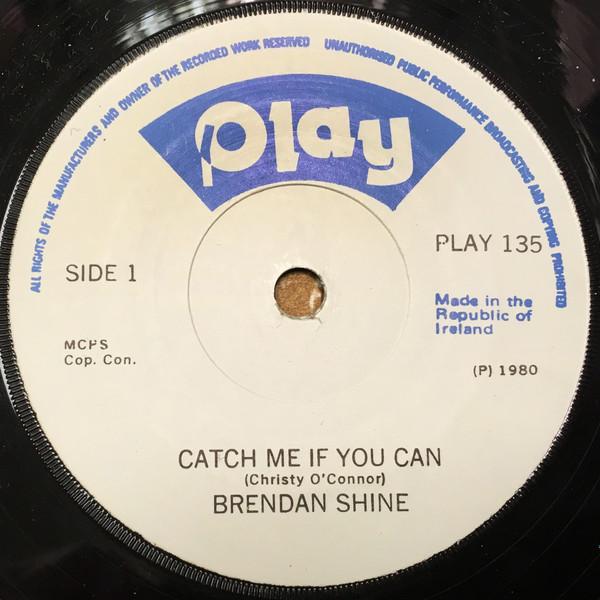 ALL RIGHTS OF THE MANUFACTURERS AND OWNER OF THE RECORDED WORK RESERVED UNAUTHORISED PUBLIC PERFORMANCE BROADCASTING AND COPYING PROHIBITED
Play
PLAY 135
SIDE 1
Made in the
Republic of
Ireland
MCPS
Cop. Con.
(P) 1980
CATCH ME IF YOU CAN
(Christy O'Connor)
BRENDAN SHINE